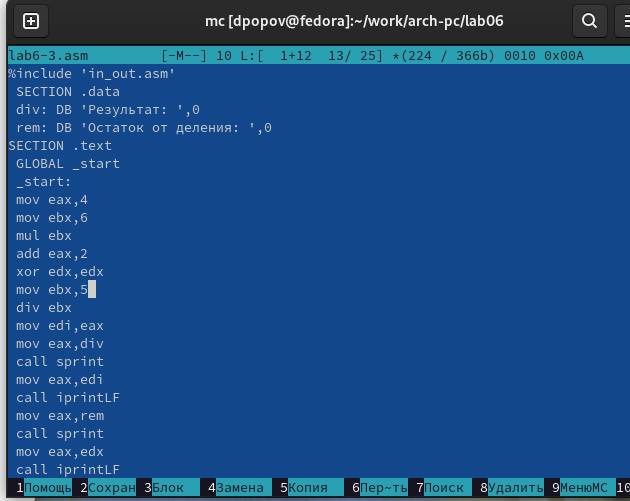 mc [dpopov@fedora]:~/work/arch-pc/lab06
lab6-3.asm [-M--] 10 L:[ 1+12 13/ 25] *(224 / 366b) 0010 0x00A
%include 'in_out.asm'
SECTION .data
div: DB 'Результат: ',0
rem: DB 'Остаток от деления: ',0
SECTION .text
GLOBAL _start
_start:
mov eax,4
mov ebx,6
mul ebx
add eax,2
xor edx,edx
mov ebx,5
div ebx
mov edi,eax
mov eax,div
call sprint
mov eax,edi
call iprintLF
mov eax,rem
call sprint
mov eax,edx
call iprintLF
1Помощь 2Сохран 3Блок 4Замена 5Копия 6Пер~ть 7Поиск 8Удалить 9МенюМС 10